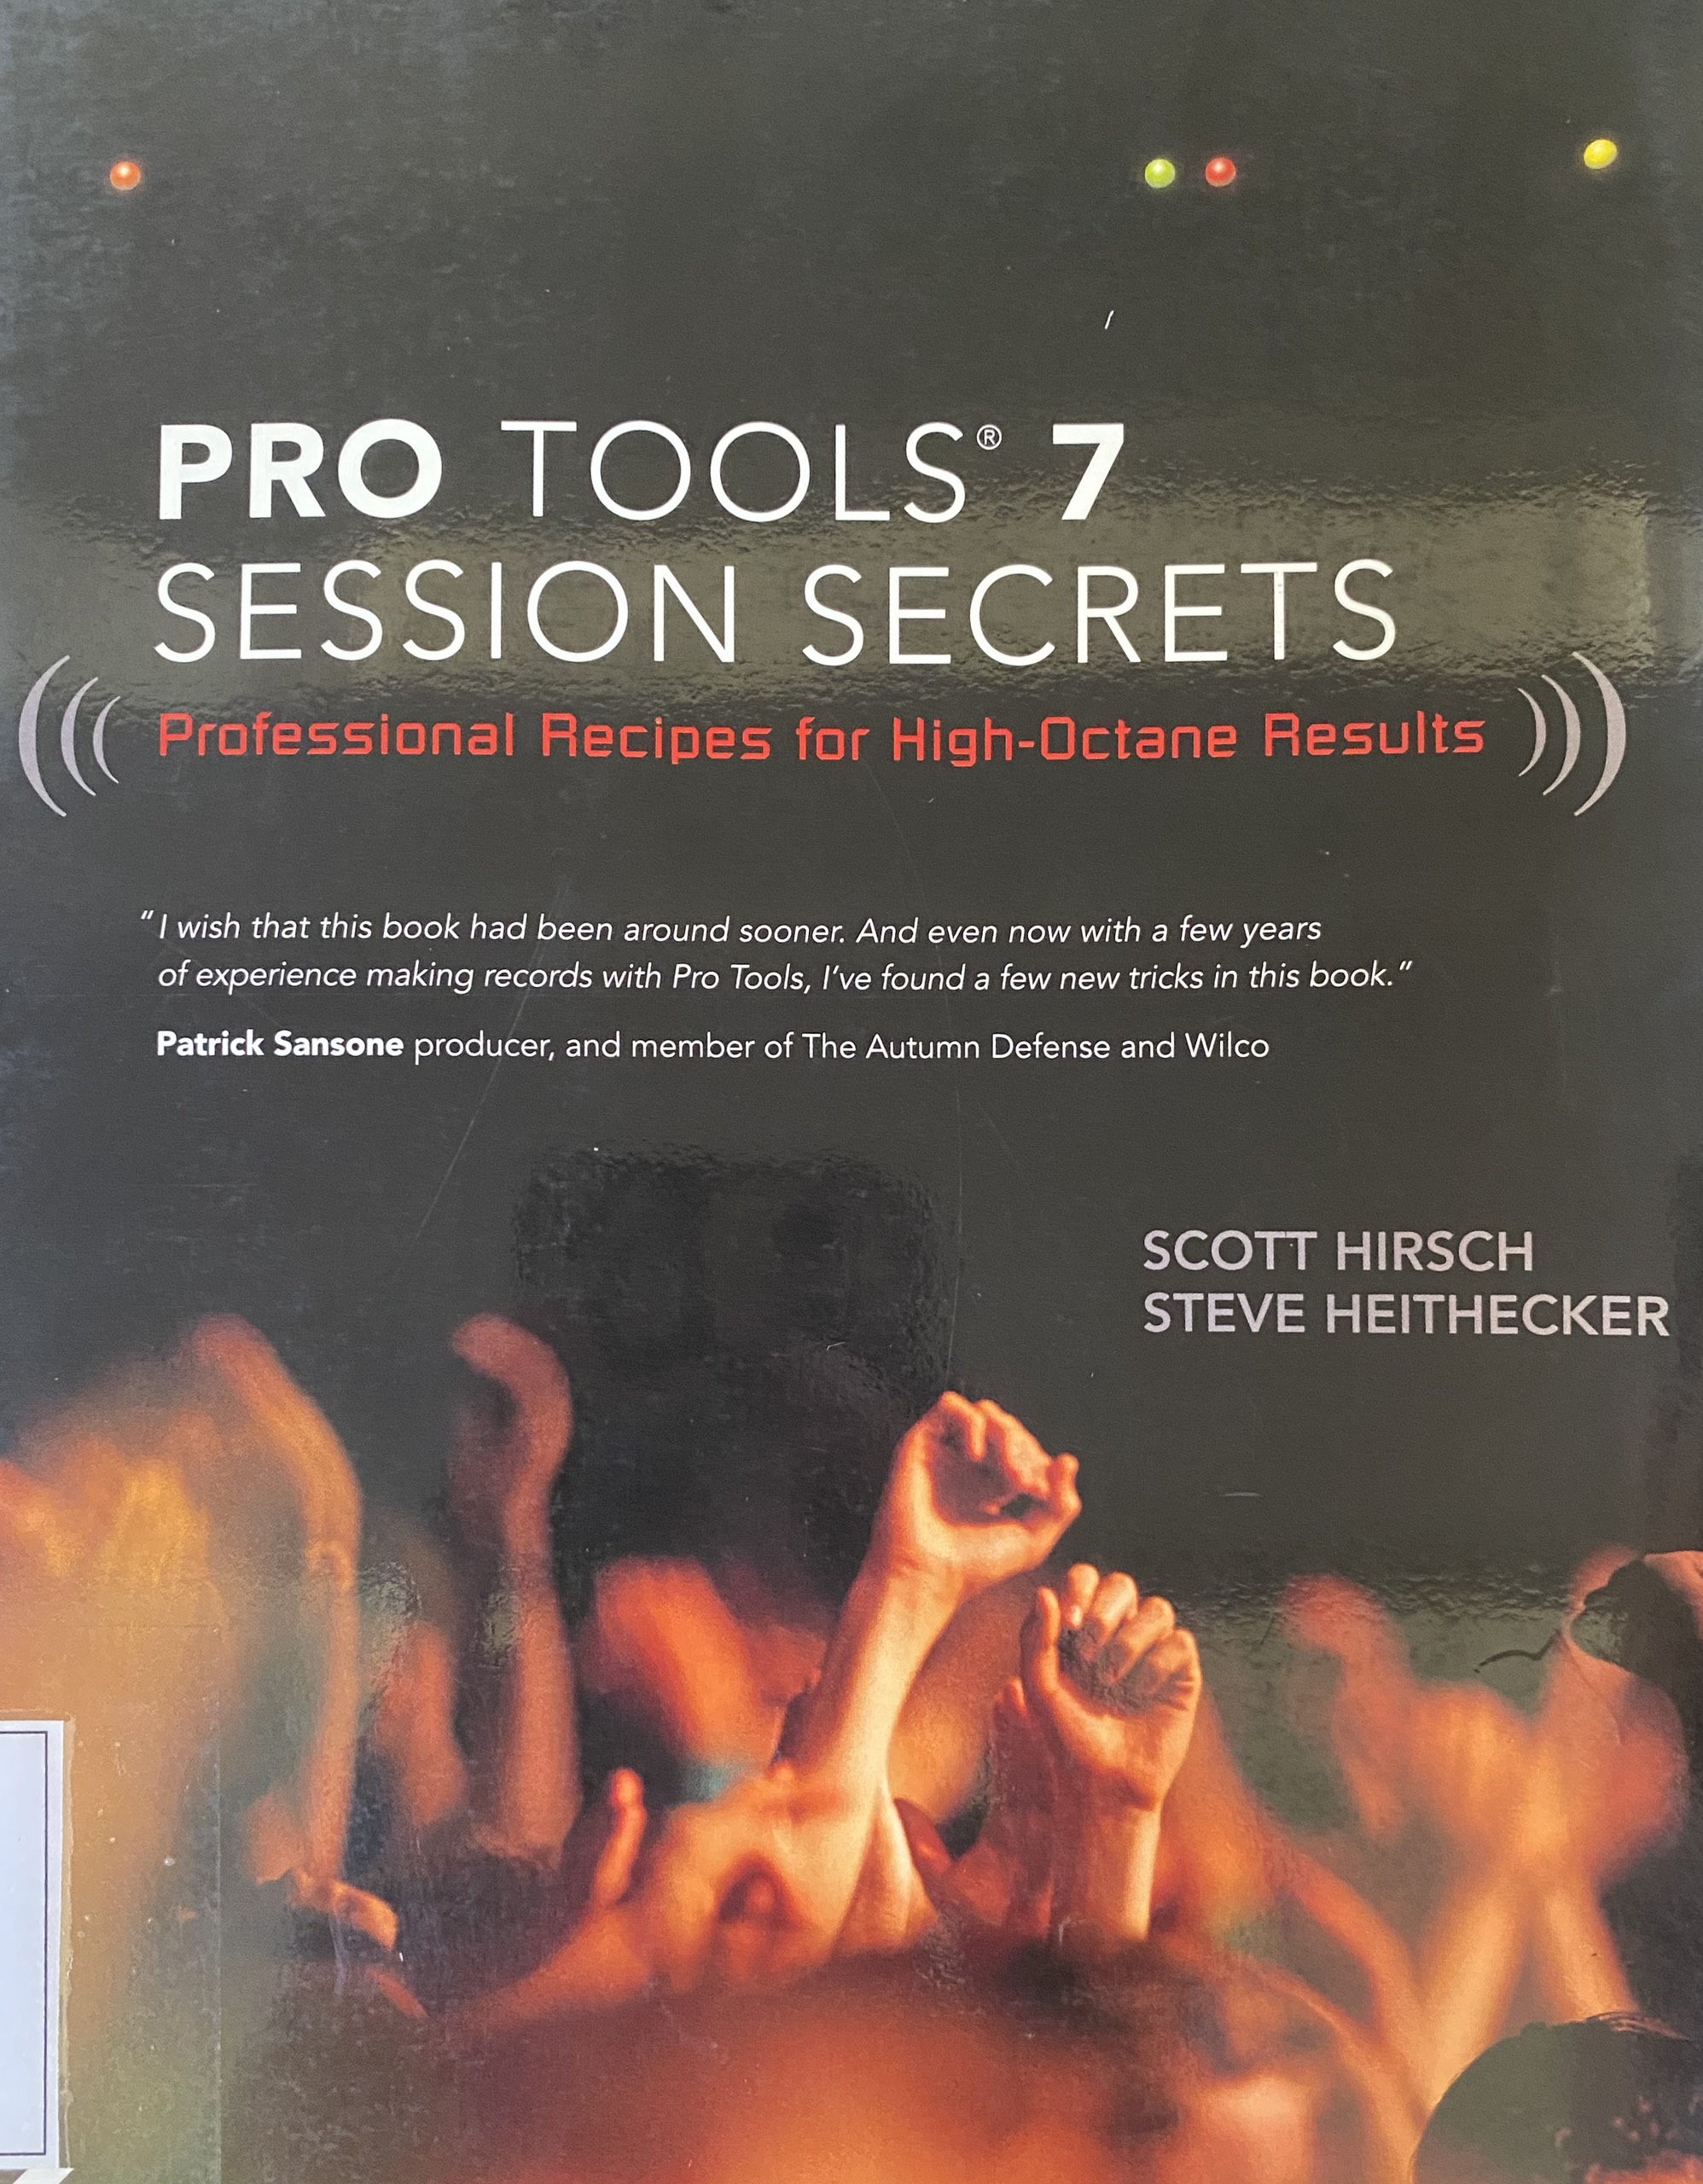 PRO TOOLS® 7
SESSION SECRETS
Professional Recipes for High-Octane Results
“I wish that this book had been around sooner. And even now with a few years
of experience making records with Pro Tools, I've found a few new tricks in this book.”
Patrick Sansone producer, and member of The Autumn Defense and Wilco
SCOTT HIRSCH
STEVE HEITHECKER